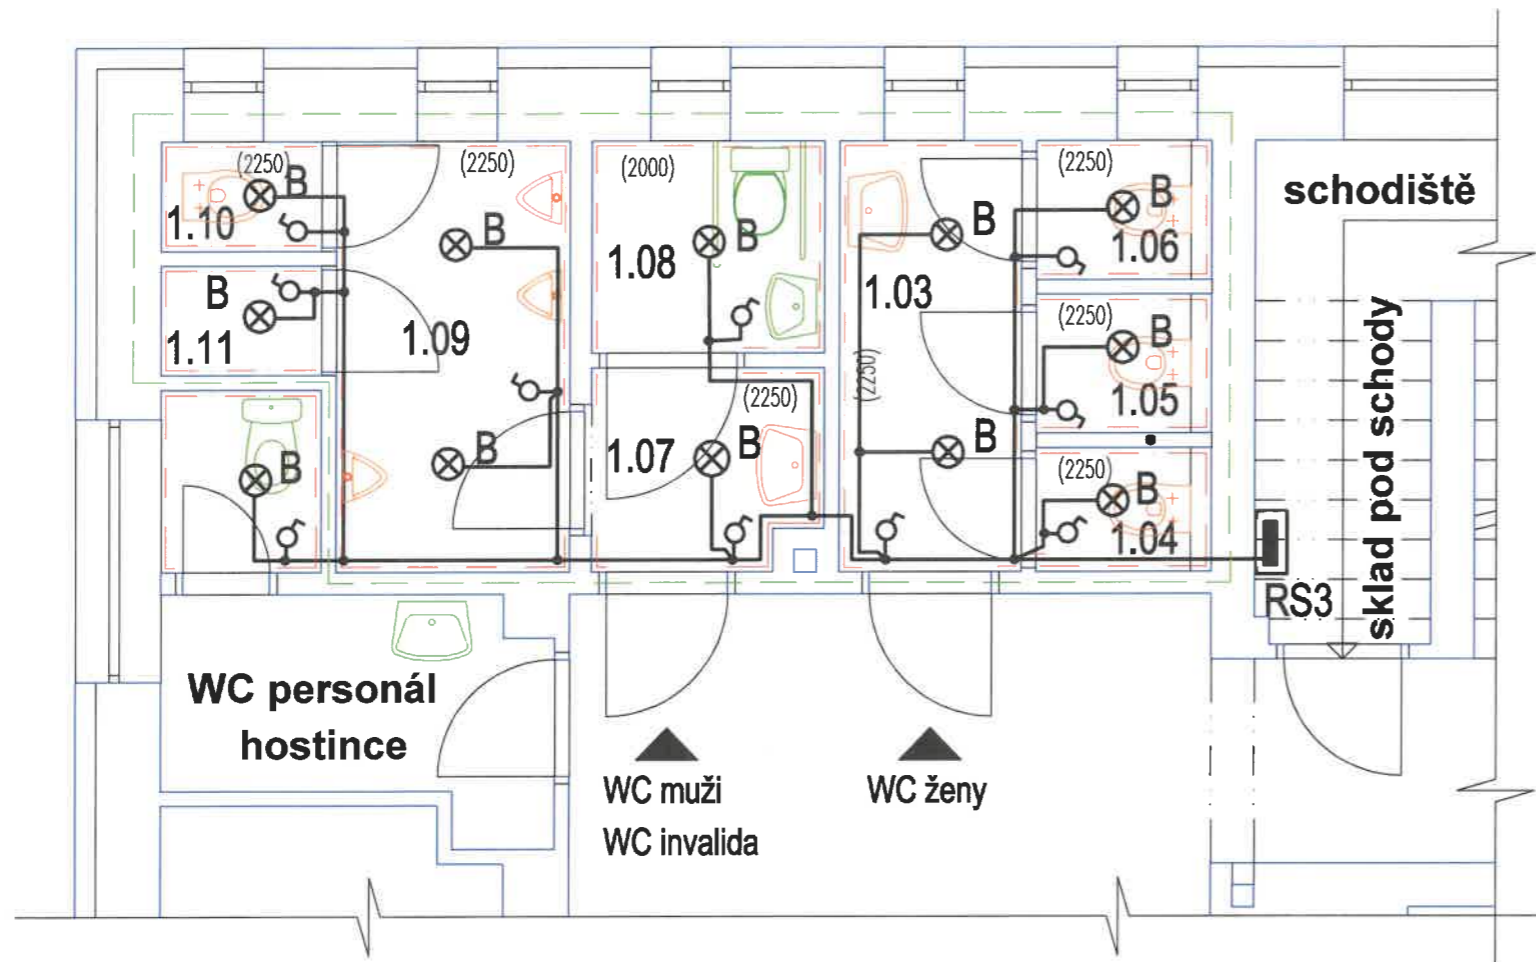 (2250)
B
1.10
(2250)
B
(2000)
B
1.08
B
1.03
(2250)
B
1.06
schodiště
B
1.11
1.09
(2250)
B
1.05
(2250)
sklad pod schody
B
B
1.07
(2250)
B
B
(2250)
B
1.04
RS3
WC personál
hostince
WC muži
WC invalida
WC ženy